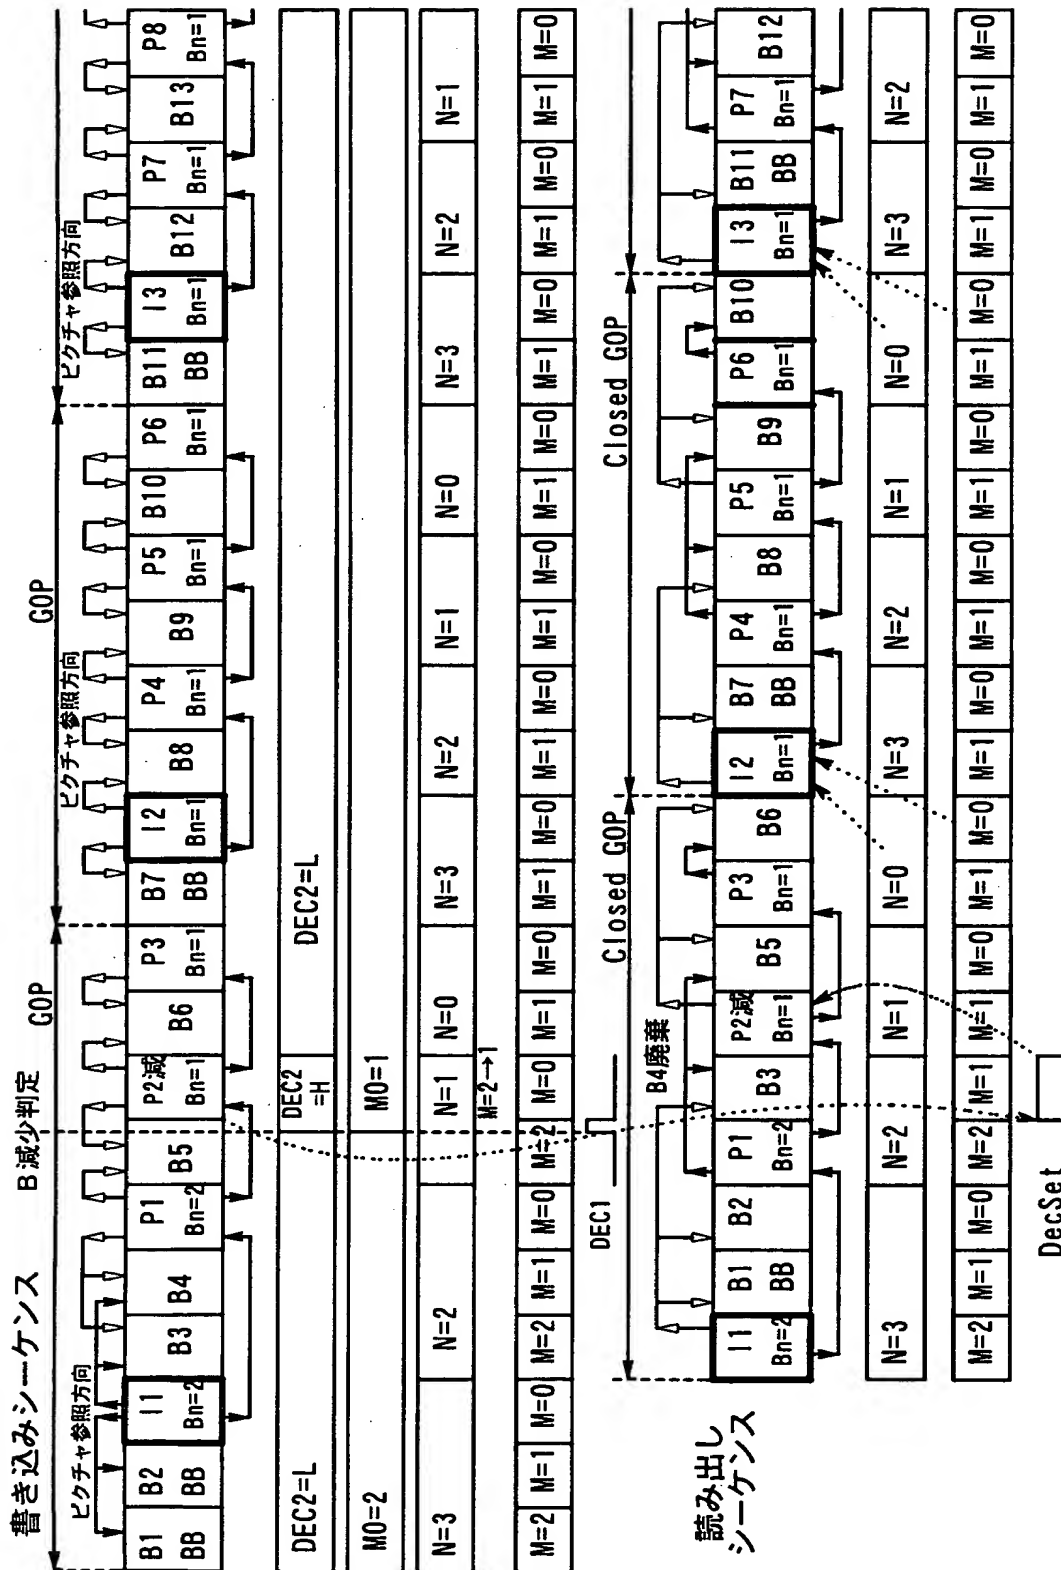 書き込みシーケンス B減少判定 GOP GOP
ピクチャ参照方向 ピクチャ参照方向 ピクチャ参照方向
B1 B2 I1 B3 B4 P1 B5 P2減 B6 P3 B7 I2 B8 P4 B9 P5 B10 P6 B11 I3 B12 P7 B13 P8
BB BB Bn=2 Bn=2 Bn=1 Bn=1 BB Bn=1 Bn=1 Bn=1 Bn=1 BB Bn=1 Bn=1 Bn=1
DEC2=L DEC2 DEC2=L
=H
MO=2 MO=1
N=3 N=2 N=1 N=0 N=3 N=2 N=1 N=0 N=3 N=2 N=1
M=2→1
M=2 M=1 M=0 M=2 M=1 M=0 M=2 M=0 M=1 M=0 M=1 M=0 M=1 M=0 M=1 M=0 M=1 M=0 M=1 M=0 M=1 M=0 M=1 M=0
DEC1 Closed GOP Closed GOP
B4廃棄
読み出し
シーケンス
I1 B1 B2 P1 B3 P2減 B5 P3 B6 I2 B7 P4 B8 P5 B9 P6 B10 I3 B11 P7 B12
Bn=2 BB Bn=2 Bn=1 Bn=1 Bn=1 BB Bn=1 Bn=1 Bn=1 Bn=1 BB Bn=1
N=3 N=2 N=1 N=0 N=3 N=2 N=1 N=0 N=3 N=2
M=2 M=1 M=0 M=2 M=1 M=1 M=0 M=1 M=0 M=1 M=0 M=1 M=0 M=1 M=0 M=1 M=0 M=1 M=0 M=1 M=0
DecSet